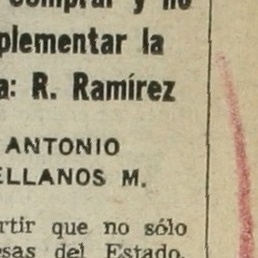 comprar y no
plementar la
a: R. Ramírez
ANTONIO
ELLANOS M.
rtir que no sólo
esas del Estado,